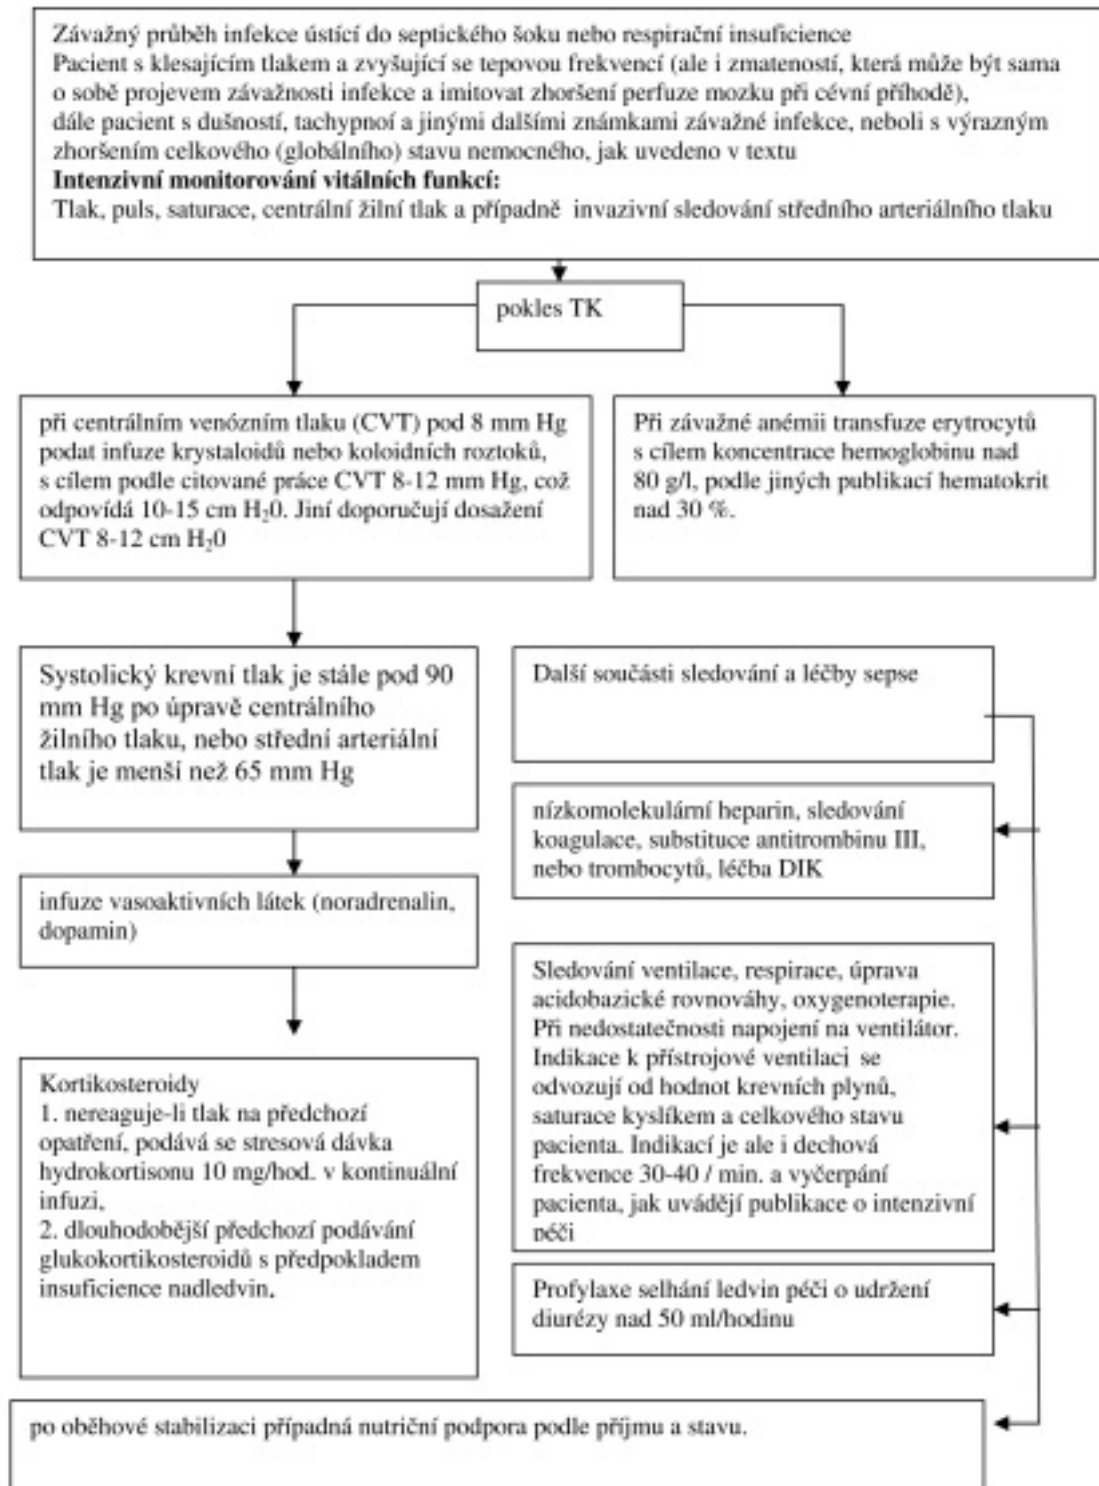 Závažný průběh infekce ústící do septického šoku nebo respirační insuficience
Pacient s klesajícím tlakem a zvyšující se tepovou frekvencí (ale i zmateností, která může být sama
o sobě projevem závažnosti infekce a imitovat zhoršení perfuze mozku při cévní příhodě),
dále pacient s dušností, tachypnoí a jinými dalšími známkami závažné infekce, neboli s výrazným
zhoršením celkového (globálního) stavu nemocného, jak uvedeno v textu
Intenzivní monitorování vitálních funkcí:
Tlak, puls, saturace, centrální žilní tlak a případně invazivní sledování středního arteriálního tlaku
pokles TK
při centrálním venózním tlaku (CVT) pod 8 mm Hg
podat infuze krystaloidů nebo koloidních roztoků,
s cílem podle citované práce CVT 8-12 mm Hg, což
odpovídá 10-15 cm H₂0. Jiní doporučují dosažení
CVT 8-12 cm H₂0
Při závažné anémii transfuze erytrocytů
s cílem koncentrace hemoglobinu nad
80 g/l, podle jiných publikací hematokrit
nad 30 %.
Systolický krevní tlak je stále pod 90
mm Hg po úpravě centrálního
žilního tlaku, nebo střední arteriální
tlak je menší než 65 mm Hg
infuze vasoaktivních látek (noradrenalin,
dopamin)
Kortikosteroidy
1. nereaguje-li tlak na předchozí
opatření, podává se stresová dávka
hydrokortisonu 10 mg/hod. v kontinuální
infuzi,
2. dlouhodobější předchozí podávání
glukokortikosteroidů s předpokladem
insuficience nadledvin.
Další součásti sledování a léčby sepse
nízkomolekulární heparin, sledování
koagulace, substituce antitrombinu III,
nebo trombocytů, léčba DIK
Sledování ventilace, respirace, úprava
acidobazické rovnováhy, oxygenoterapie.
Při nedostatečnosti napojení na ventilátor.
Indikace k přístrojové ventilaci se
odvozují od hodnot krevních plynů,
saturace kyslíkem a celkového stavu
pacienta. Indikací je ale i dechová
frekvence 30-40 / min. a vyčerpání
pacienta, jak uvádějí publikace o intenzivní
péči
Profylaxe selhání ledvin péči o udržení
diurézy nad 50 ml/hodinu
po oběhové stabilizaci případná nutriční podpora podle příjmu a stavu.